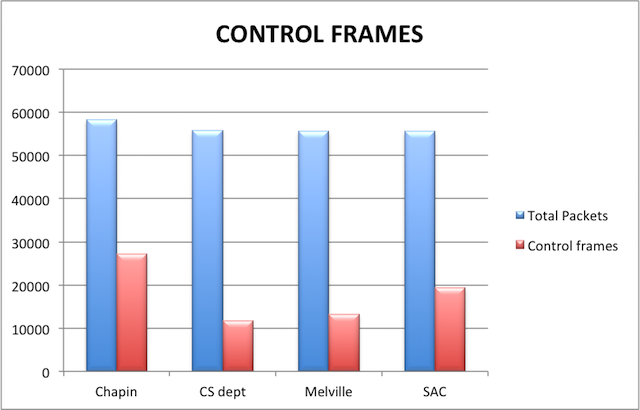 CONTROL FRAMES
70000
60000
50000
40000
30000
20000
10000
0
Chapin CS dept Melville SAC
Total Packets
Control frames